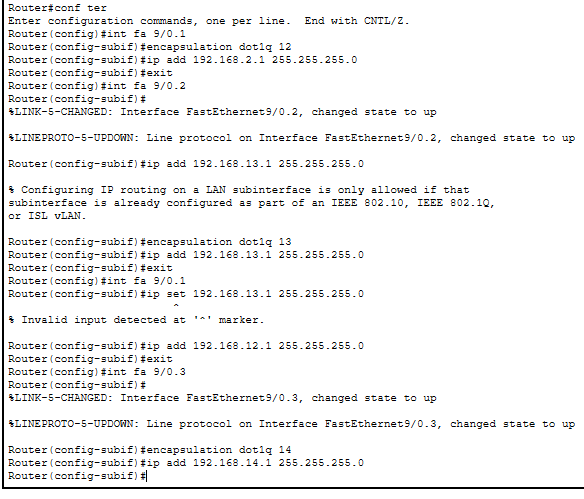 Router#conf ter
Enter configuration commands, one per line.  End with CNTL/Z.
Router(config)#int fa 9/0.1
Router(config-subif)#encapsulation dot1q 12
Router(config-subif)#ip add 192.168.2.1 255.255.255.0
Router(config-subif)#exit
Router(config)#int fa 9/0.2
Router(config-subif)#
%LINK-5-CHANGED: Interface FastEthernet9/0.2, changed state to up
%LINEPROTO-5-UPDOWN: Line protocol on Interface FastEthernet9/0.2, changed state to up
Router(config-subif)#ip add 192.168.13.1 255.255.255.0
% Configuring IP routing on a LAN subinterface is only allowed if that
subinterface is already configured as part of an IEEE 802.10, IEEE 802.1Q,
or ISL vLAN.
Router(config-subif)#encapsulation dot1q 13
Router(config-subif)#ip add 192.168.13.1 255.255.255.0
Router(config-subif)#exit
Router(config)#int fa 9/0.1
Router(config-subif)#ip set 192.168.13.1 255.255.255.0
^
% Invalid input detected at '^' marker.
Router(config-subif)#ip add 192.168.12.1 255.255.255.0
Router(config-subif)#exit
Router(config)#int fa 9/0.3
Router(config-subif)#
%LINK-5-CHANGED: Interface FastEthernet9/0.3, changed state to up
%LINEPROTO-5-UPDOWN: Line protocol on Interface FastEthernet9/0.3, changed state to up
Router(config-subif)#encapsulation dot1q 14
Router(config-subif)#ip add 192.168.14.1 255.255.255.0
Router(config-subif)#